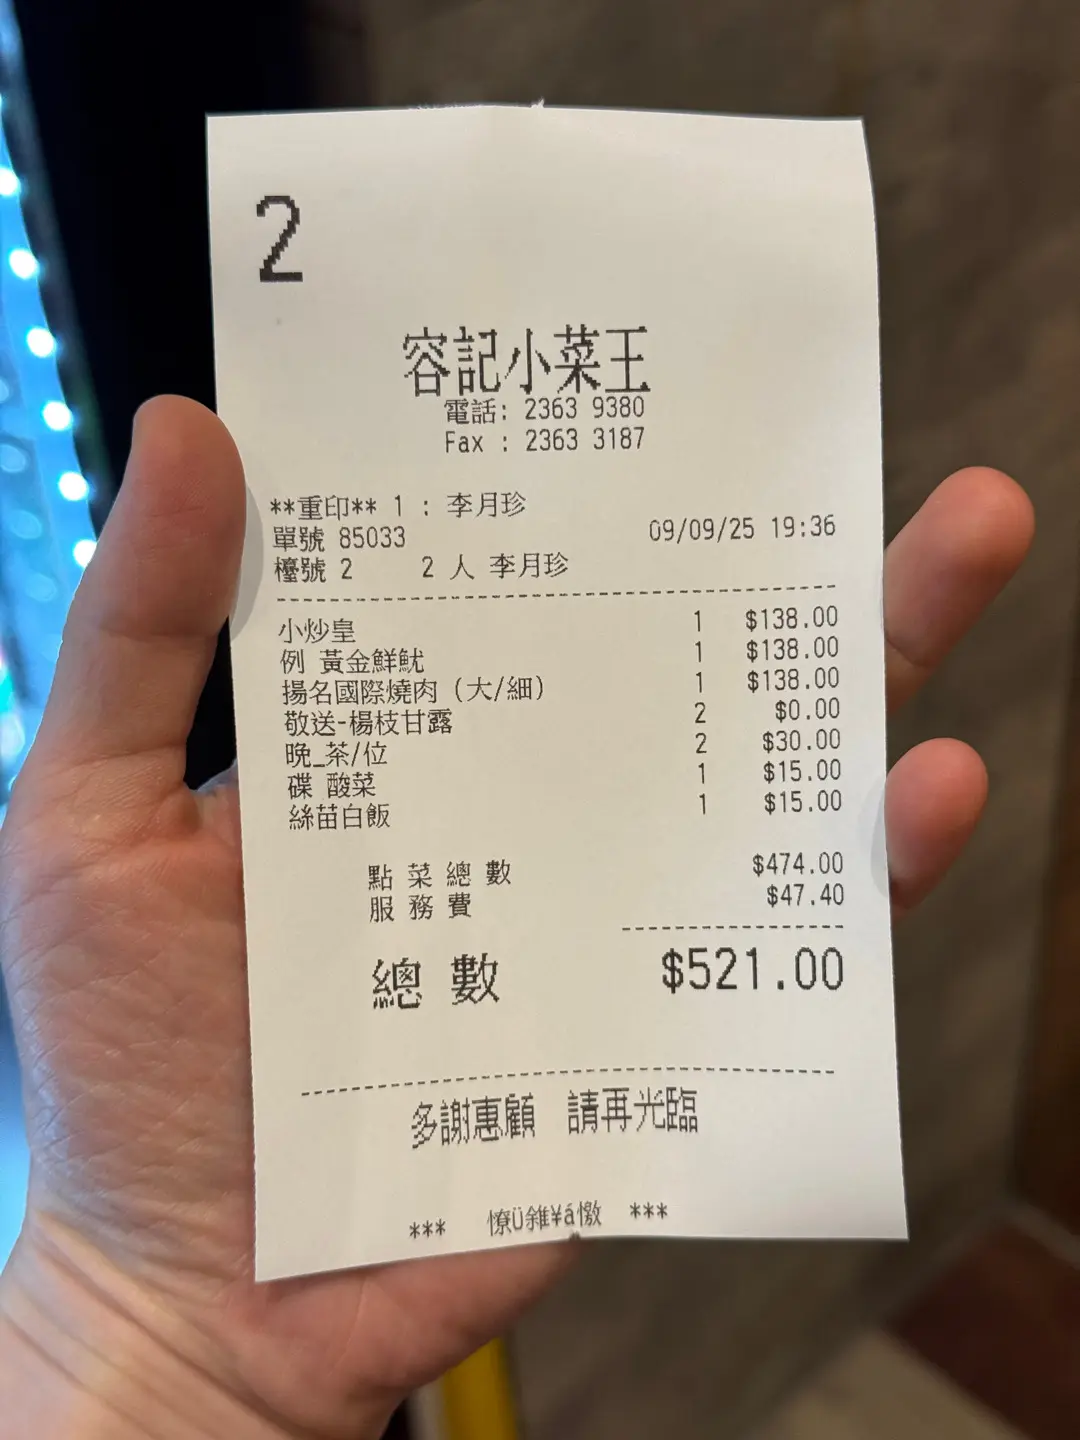 2
容記小菜王
電話: 2363 9380
Fax : 2363 3187
**重印** 1 : 李月珍
單號 85033 09/09/25 19:36
檯號 2 2 人 李月珍
小炒皇 1 $138.00
例 黃金鮮魷 1 $138.00
揚名國際燒肉 (大/細) 1 $138.00
敬送-楊枝甘露 2 $0.00
晚_茶/位 2 $30.00
碟 酸菜 1 $15.00
絲苗白飯 1 $15.00
點 菜 總 數 $474.00
服 務 費 $47.40
總 數 $521.00
多謝惠顧 請再光臨
*** 憭Ü雓¥á憿 ***